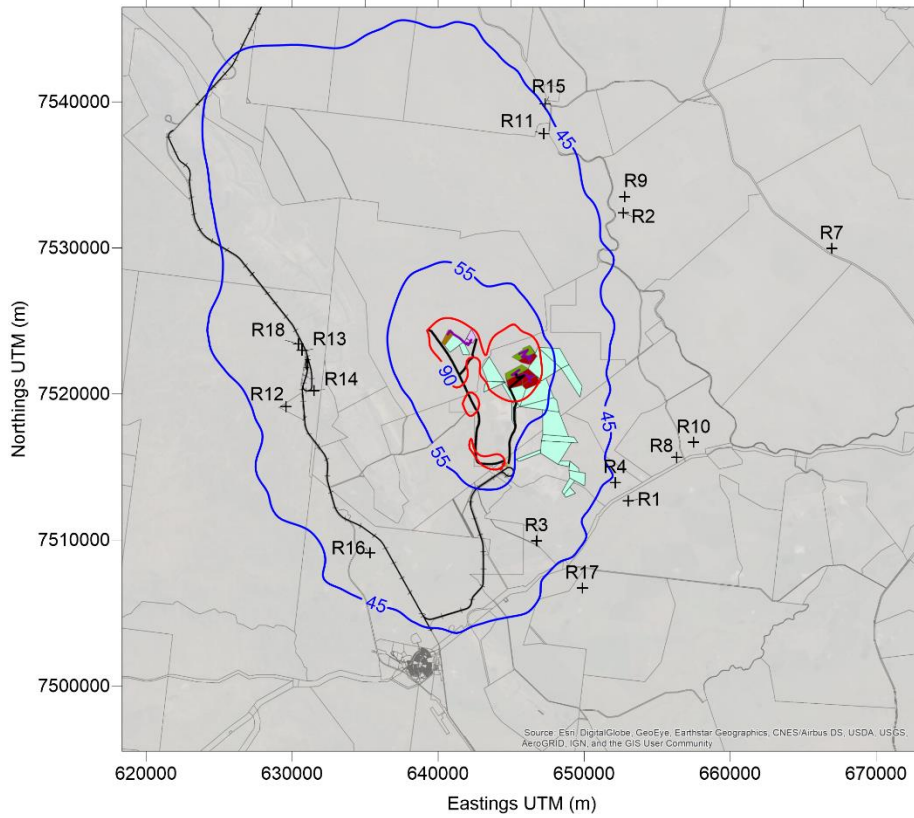 R15
7540000
R11
45
R9
R2
R7
7530000
55
R18
R13
90
R14
7520000
R12
45
R10
R8
55
R4
R1
R3
7510000
R16
R17
45
7500000
Northings UTM (m)
Source: Esri, DigitalGlobe, GeoEye, Earthstar Geographics, CNES/Airbus DS, USDA, USGS,
AeroGRID, IGN, and the GIS User Community
620000 630000 640000 650000 660000 670000
Eastings UTM (m)